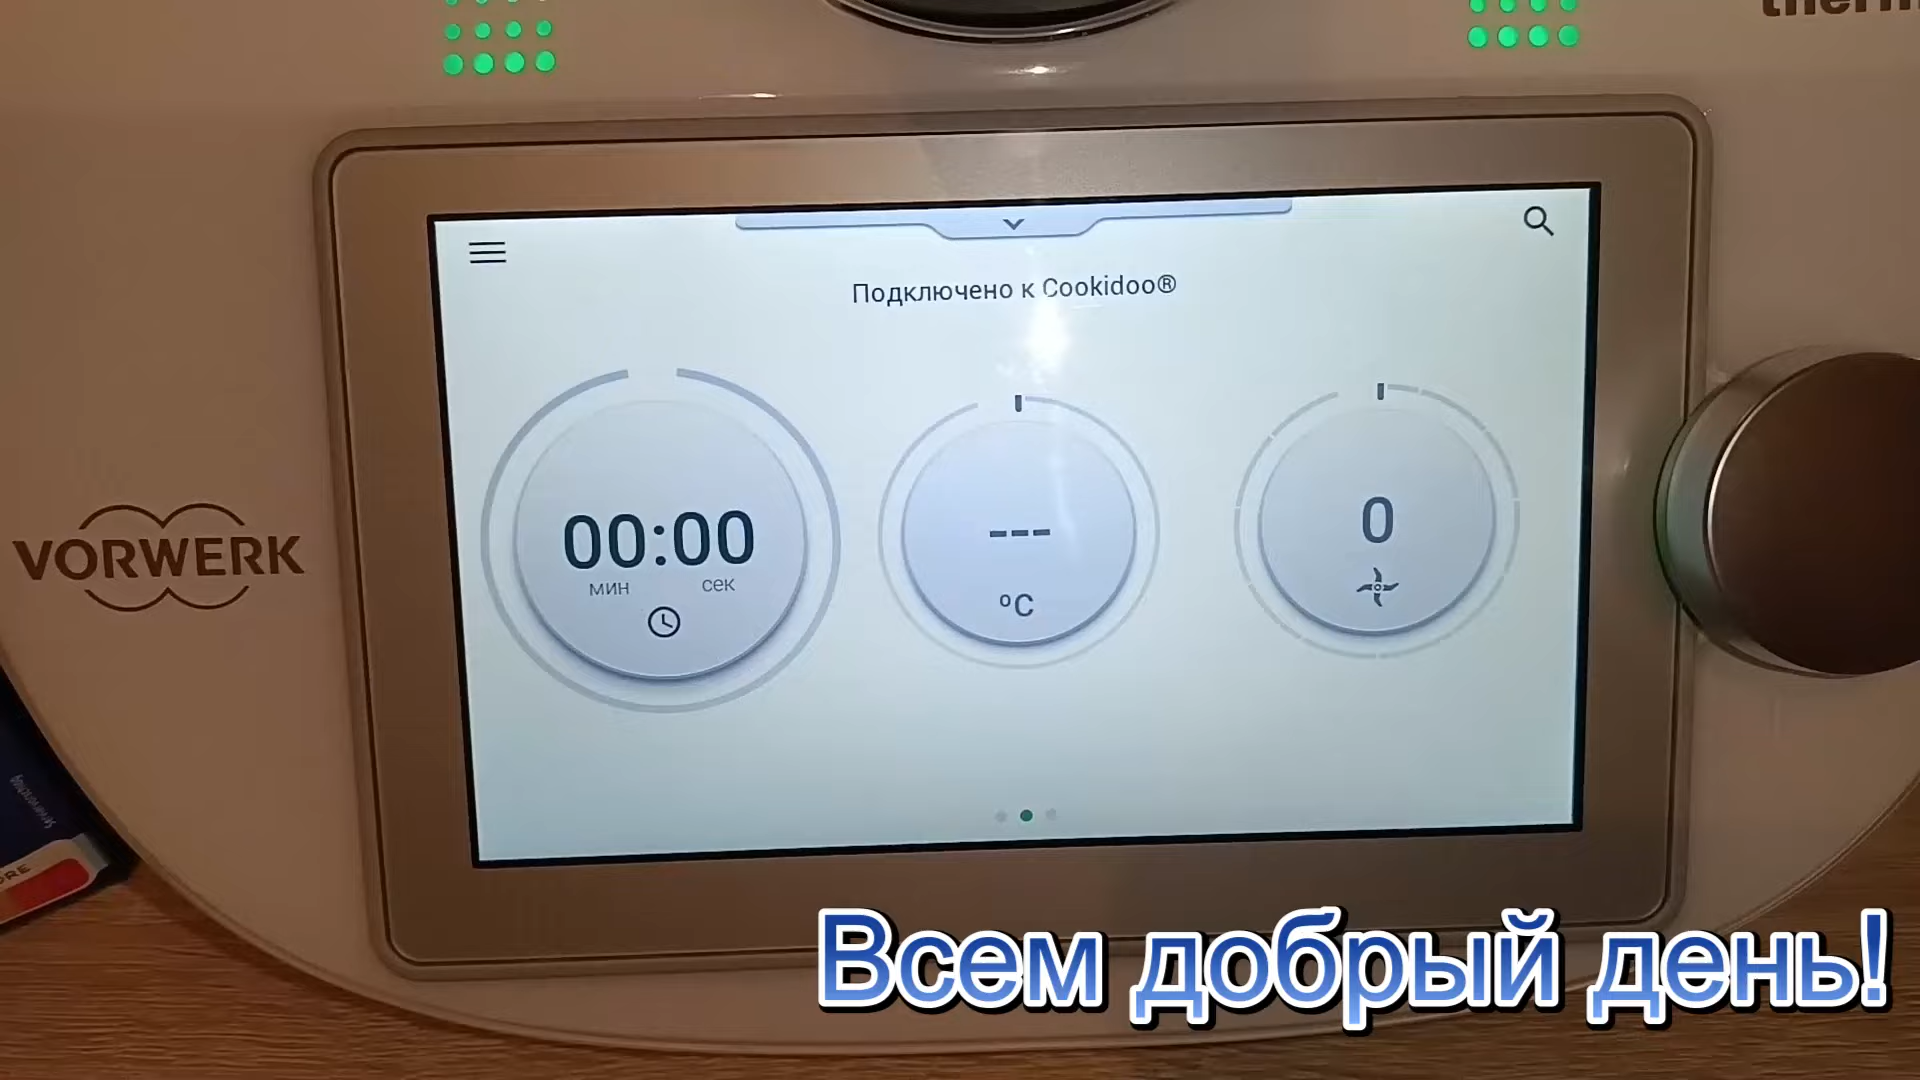 Подключено к Cookidoo®
00:00
мин сек
---
°C
0
VORWERK
Всем добрый день!